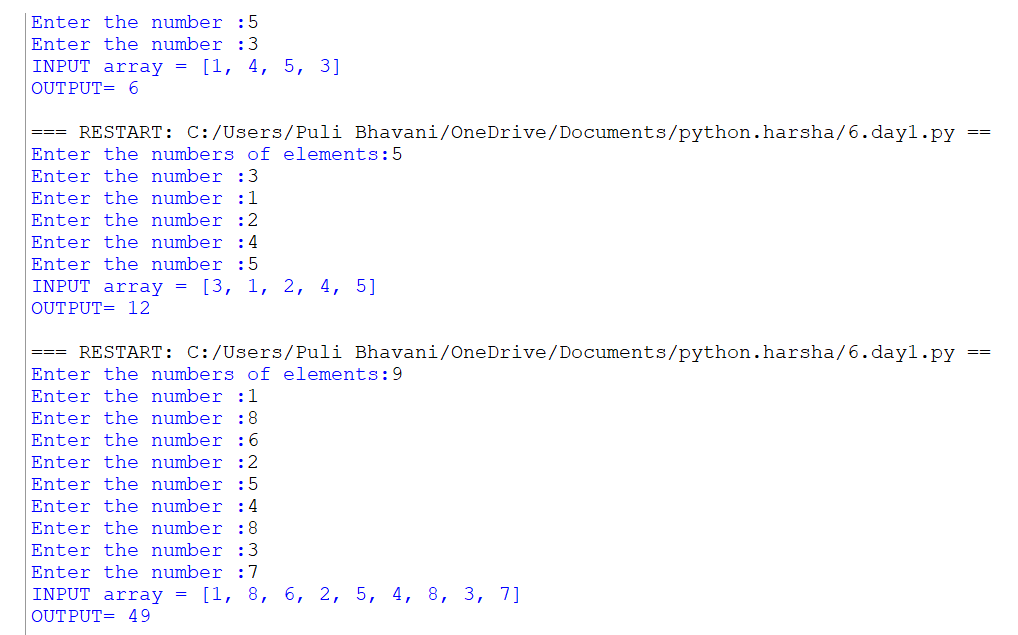 Enter the number :5
Enter the number :3
INPUT array = [1, 4, 5, 3]
OUTPUT= 6
=== RESTART: C:/Users/Puli Bhavani/OneDrive/Documents/python.harsha/6.day1.py ==
Enter the numbers of elements:5
Enter the number :3
Enter the number :1
Enter the number :2
Enter the number :4
Enter the number :5
INPUT array = [3, 1, 2, 4, 5]
OUTPUT= 12
=== RESTART: C:/Users/Puli Bhavani/OneDrive/Documents/python.harsha/6.day1.py ==
Enter the numbers of elements:9
Enter the number :1
Enter the number :8
Enter the number :6
Enter the number :2
Enter the number :5
Enter the number :4
Enter the number :8
Enter the number :3
Enter the number :7
INPUT array = [1, 8, 6, 2, 5, 4, 8, 3, 7]
OUTPUT= 49